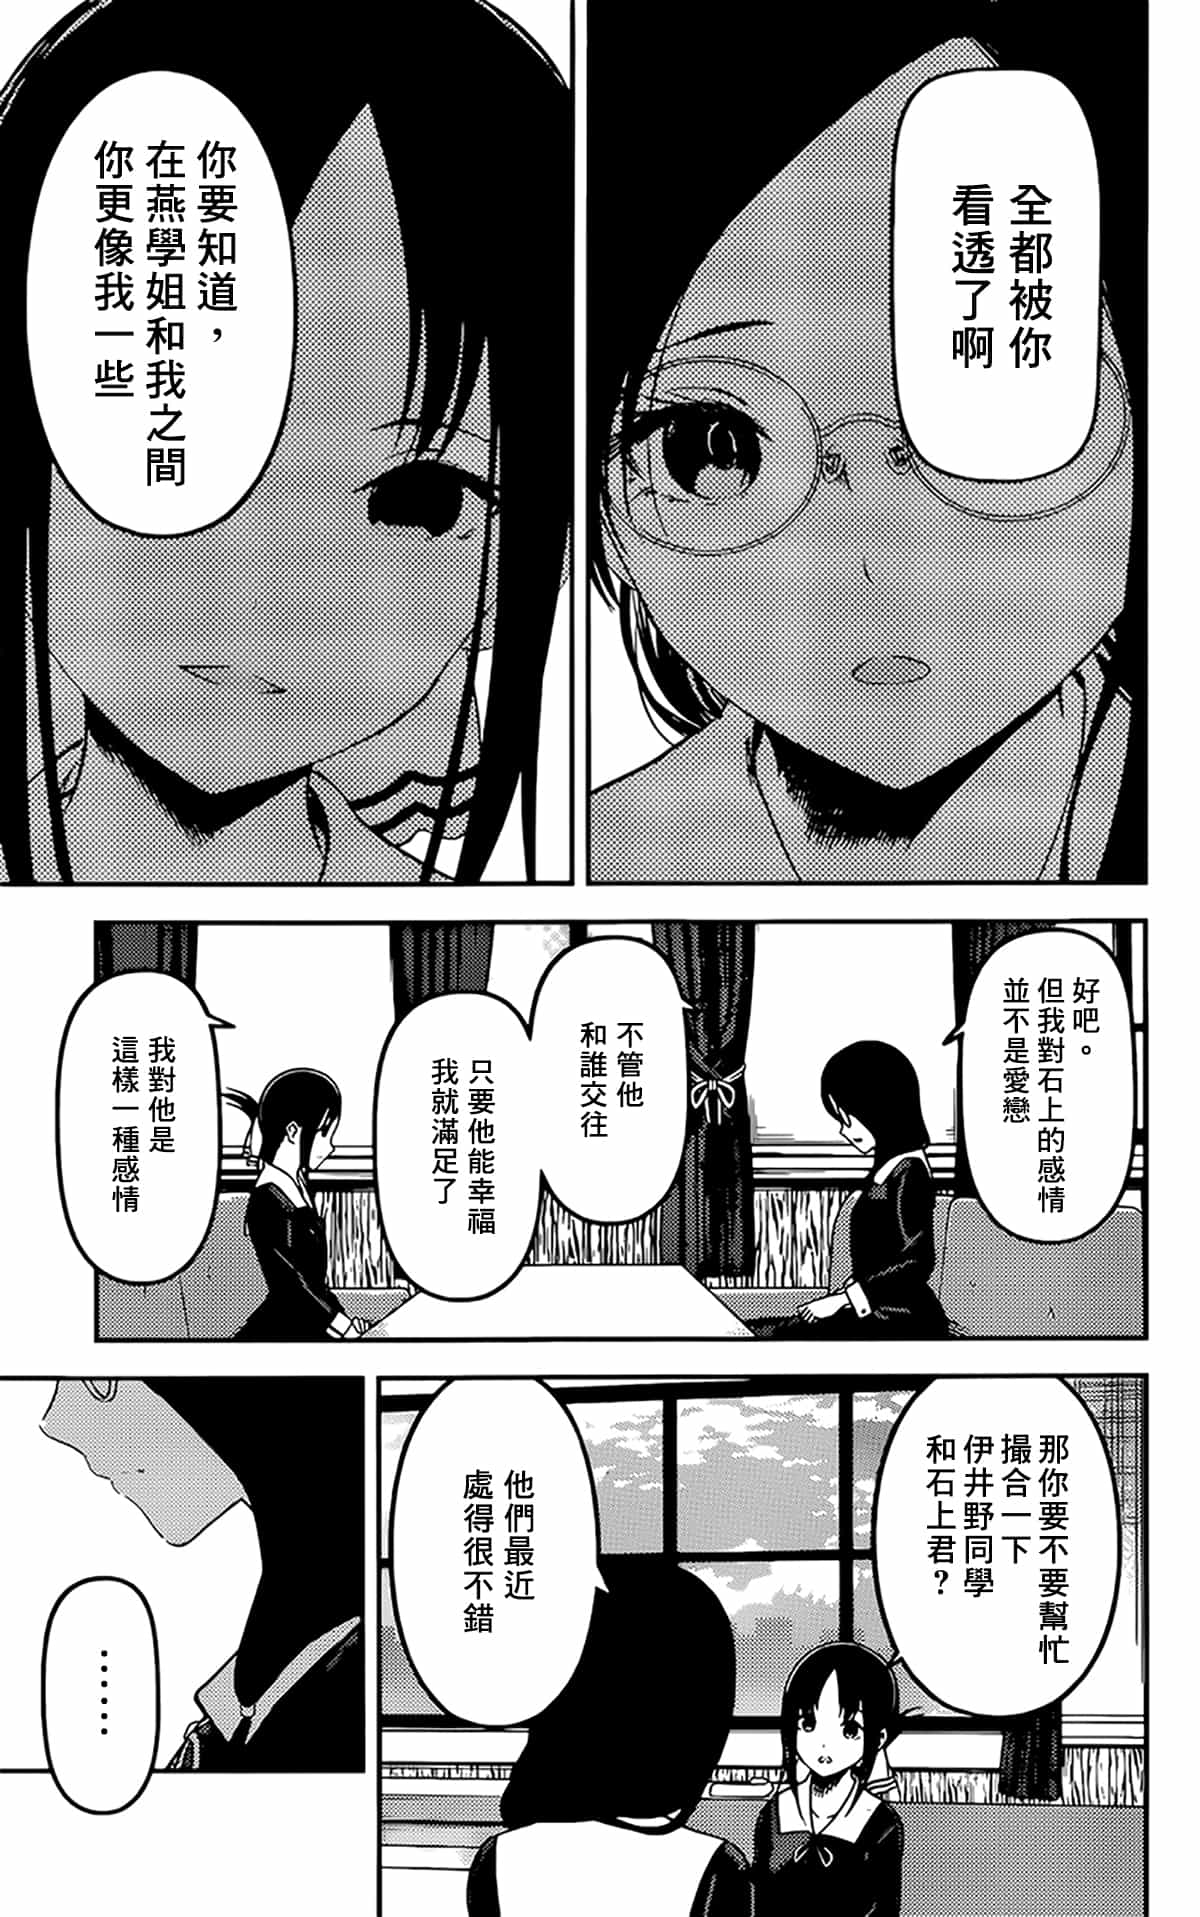 全都被你
看透了啊
你要知道，
在燕學姐和我之間
你更像我一些
好吧。
但我對石上的感情
並不是愛戀
不管他
和誰交往
只要他能幸福
我就滿足了
我對他是
這樣一種感情
那你要不要幫忙
撮合一下
伊井野同學
和石上君？
他們最近
處得很不錯
……